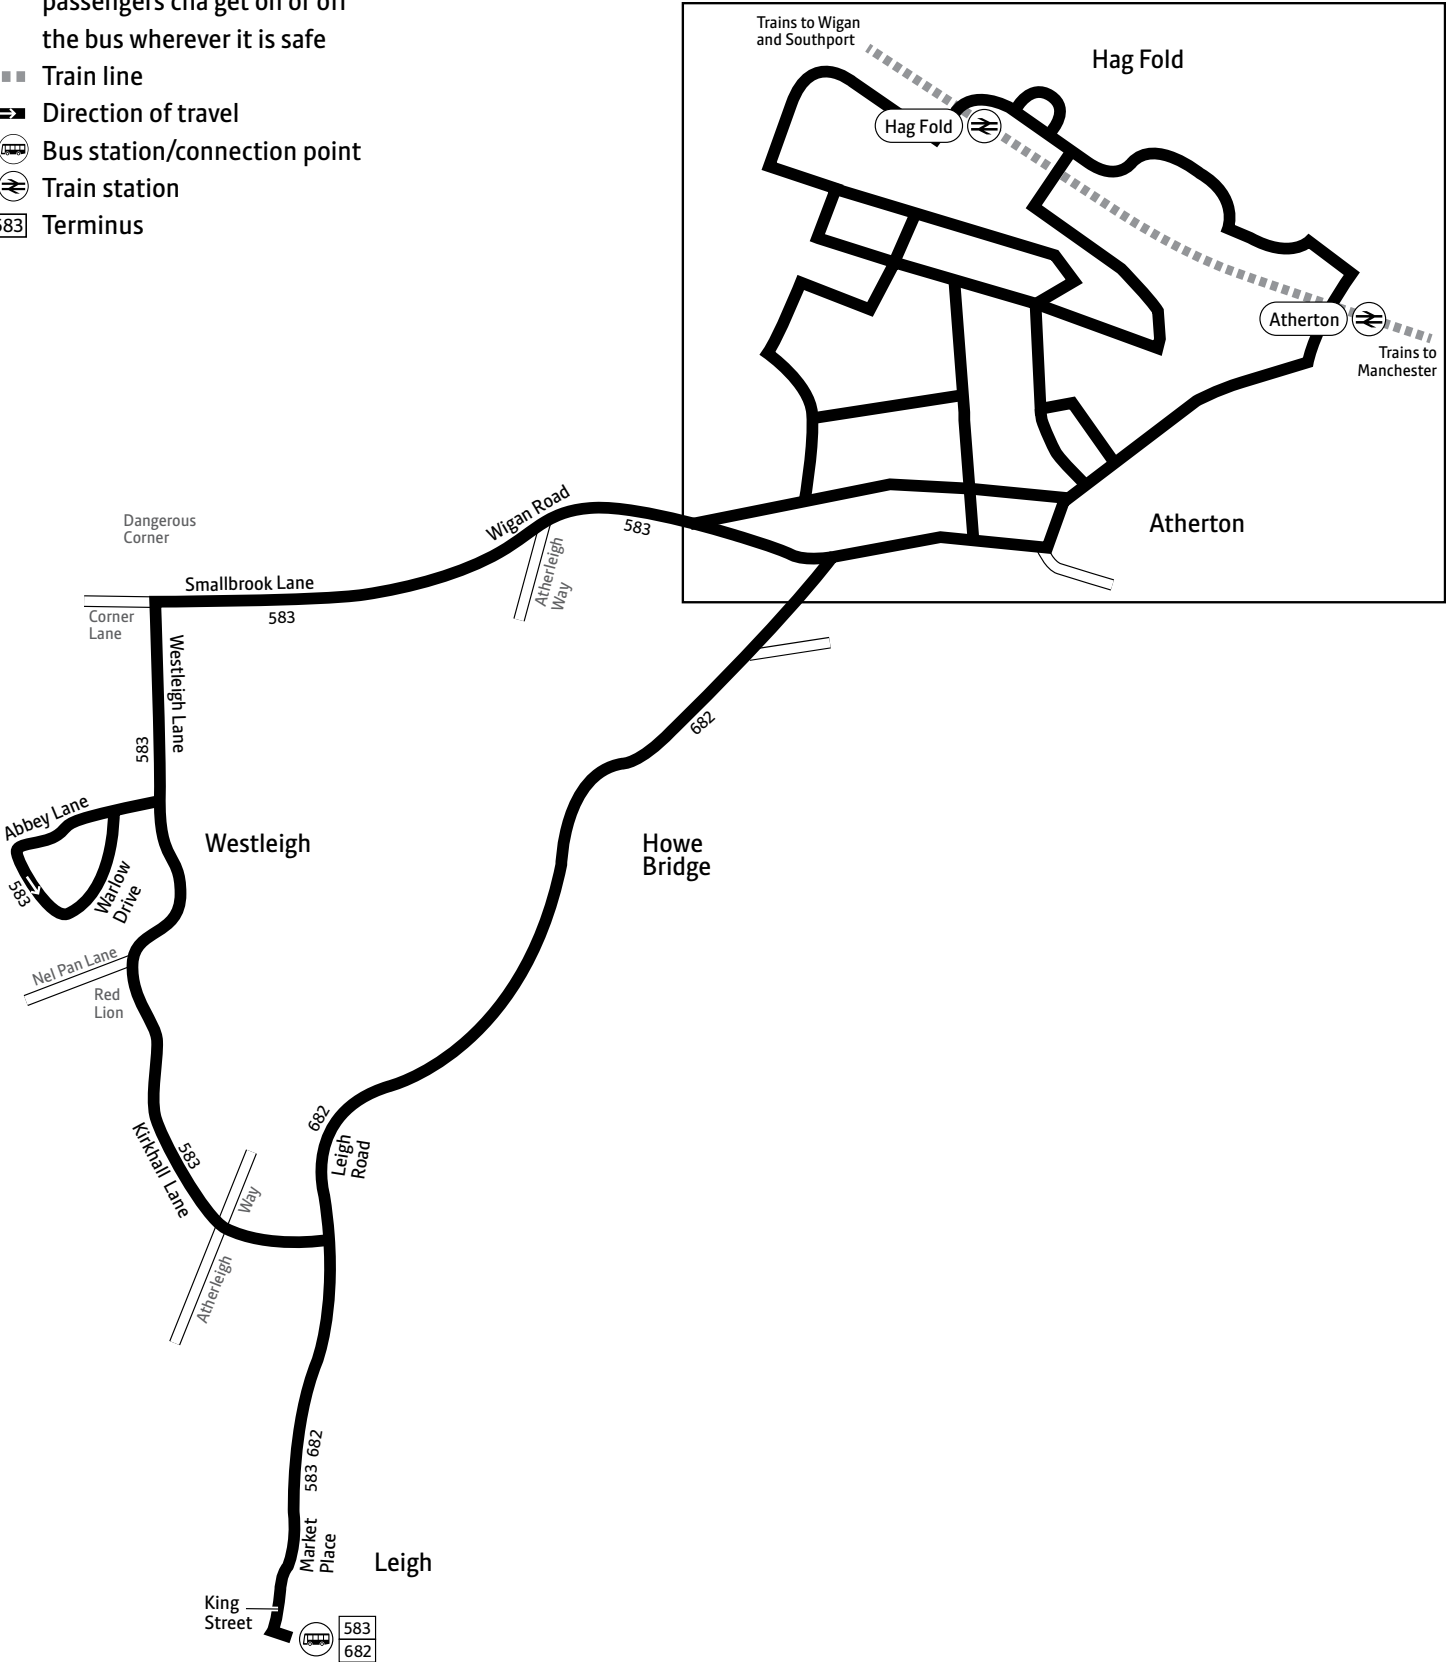 passengers cna get on or off
the bus wherever it is safe
Train line
Direction of travel
Bus station/connection point
Train station
583 Terminus
Trains to Wigan
and Southport
Hag Fold
Hag Fold
Atherton
Trains to
Manchester
Atherton
Dangerous
Corner
Wigan Road
583
Atherleigh
Way
Smallbrook Lane
583
Corner
Lane
Westleigh Lane
583
682
Abbey Lane
Westleigh
Howe
Bridge
583
Warlow
Drive
Nel Pan Lane
Red
Lion
682
Leigh
Road
Kirkhall Lane
583
Atherleigh Way
583 682
Market
Place
Leigh
King
Street
583
682